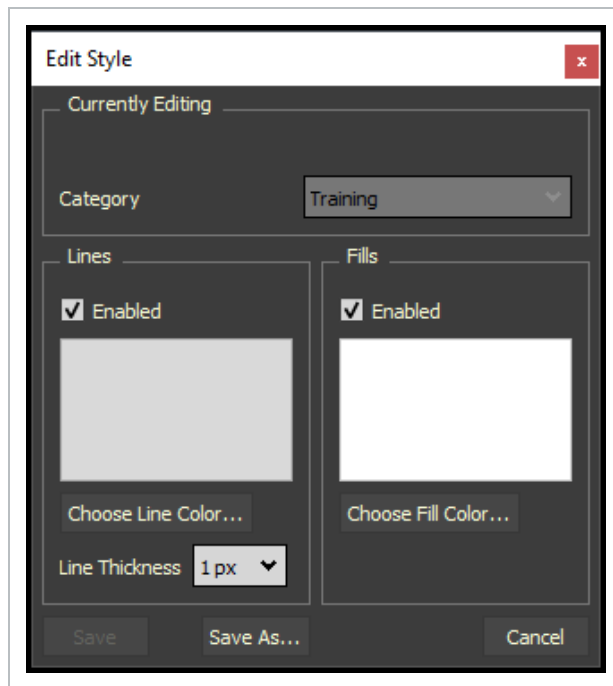 Edit Style
x
Currently Editing
Category
Training
Lines
Fills
Enabled
Enabled
Choose Line Color...
Choose Fill Color...
Line Thickness
1 px
Save
Save As...
Cancel